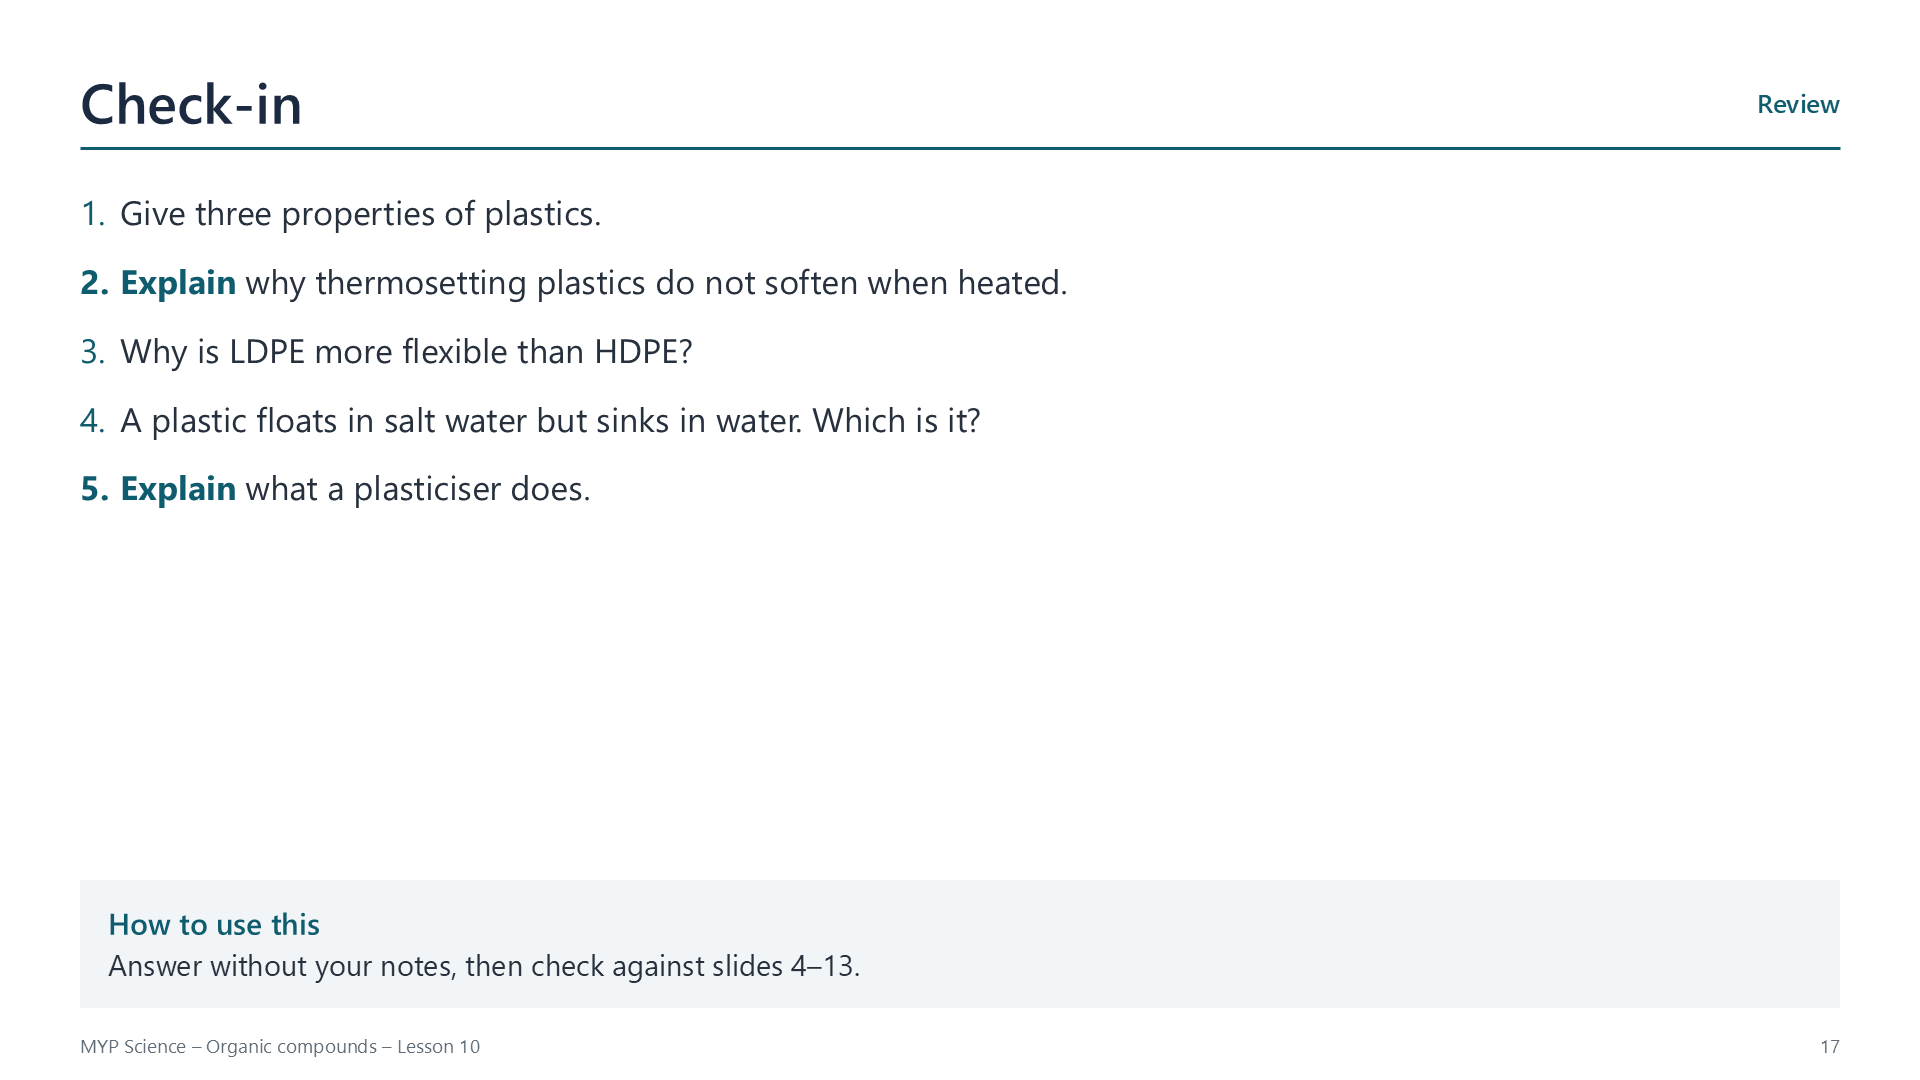 Check-in
Review
1. Give three properties of plastics.
2. Explain why thermosetting plastics do not soften when heated.
3. Why is LDPE more flexible than HDPE?
4. A plastic floats in salt water but sinks in water. Which is it?
5. Explain what a plasticiser does.
How to use this
Answer without your notes, then check against slides 4–13.
MYP Science – Organic compounds – Lesson 10
17